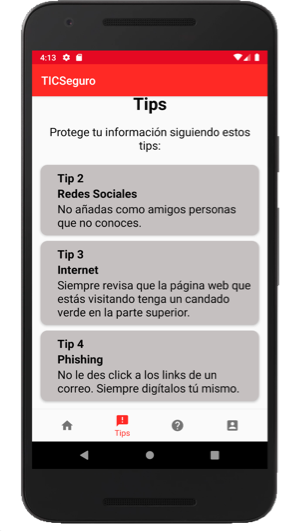 4:13
TICSeguro
Tips
Protege tu información siguiendo estos
tips:
Tip 2
Redes Sociales
No añadas como amigos personas
que no conoces.
Tip 3
Internet
Siempre revisa que la página web que
estás visitando tenga un candado
verde en la parte superior.
Tip 4
Phishing
No le des click a los links de un
correo. Siempre digítalos tú mismo.
Tips